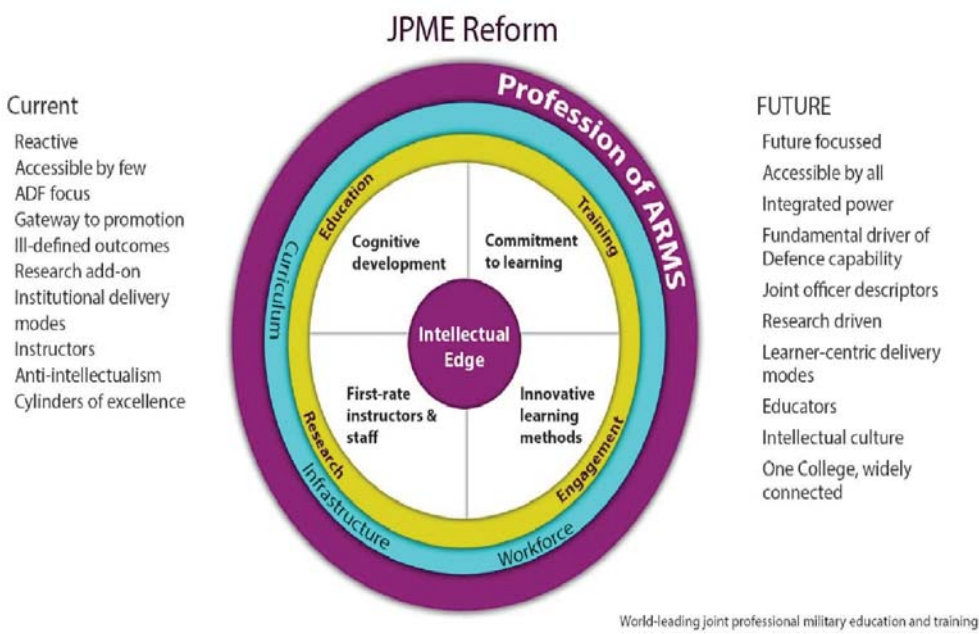 JPME Reform
Current
Reactive
Accessible by few
ADF focus
Gateway to promotion
Ill-defined outcomes
Research add-on
Institutional delivery
modes
Instructors
Anti-intellectualism
Cylinders of excellence
Profession of ARMS
Curriculum
Infrastructure
Workforce
Education
Training
Research
Engagement
Cognitive
development
Commitment
to learning
Intellectual
Edge
First-rate
instructors &
staff
Innovative
learning
methods
FUTURE
Future focussed
Accessible by all
Integrated power
Fundamental driver of
Defence capability
Joint officer descriptors
Research driven
Learner-centric delivery
modes
Educators
Intellectual culture
One College, widely
connected
World-leading joint professional military education and training